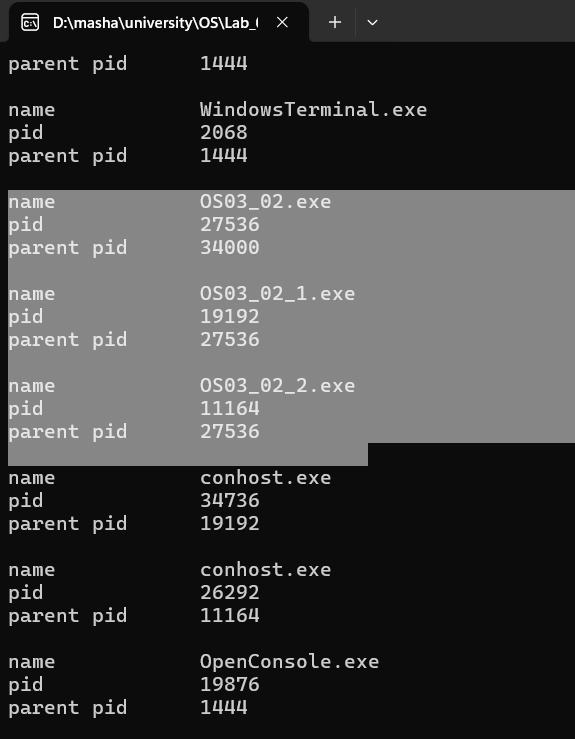 D:\masha\university\OS\Lab_
parent pid 1444
name WindowsTerminal.exe
pid 2068
parent pid 1444
name OS03_02.exe
pid 27536
parent pid 34000
name OS03_02_1.exe
pid 19192
parent pid 27536
name OS03_02_2.exe
pid 11164
parent pid 27536
name conhost.exe
pid 34736
parent pid 19192
name conhost.exe
pid 26292
parent pid 11164
name OpenConsole.exe
pid 19876
parent pid 1444